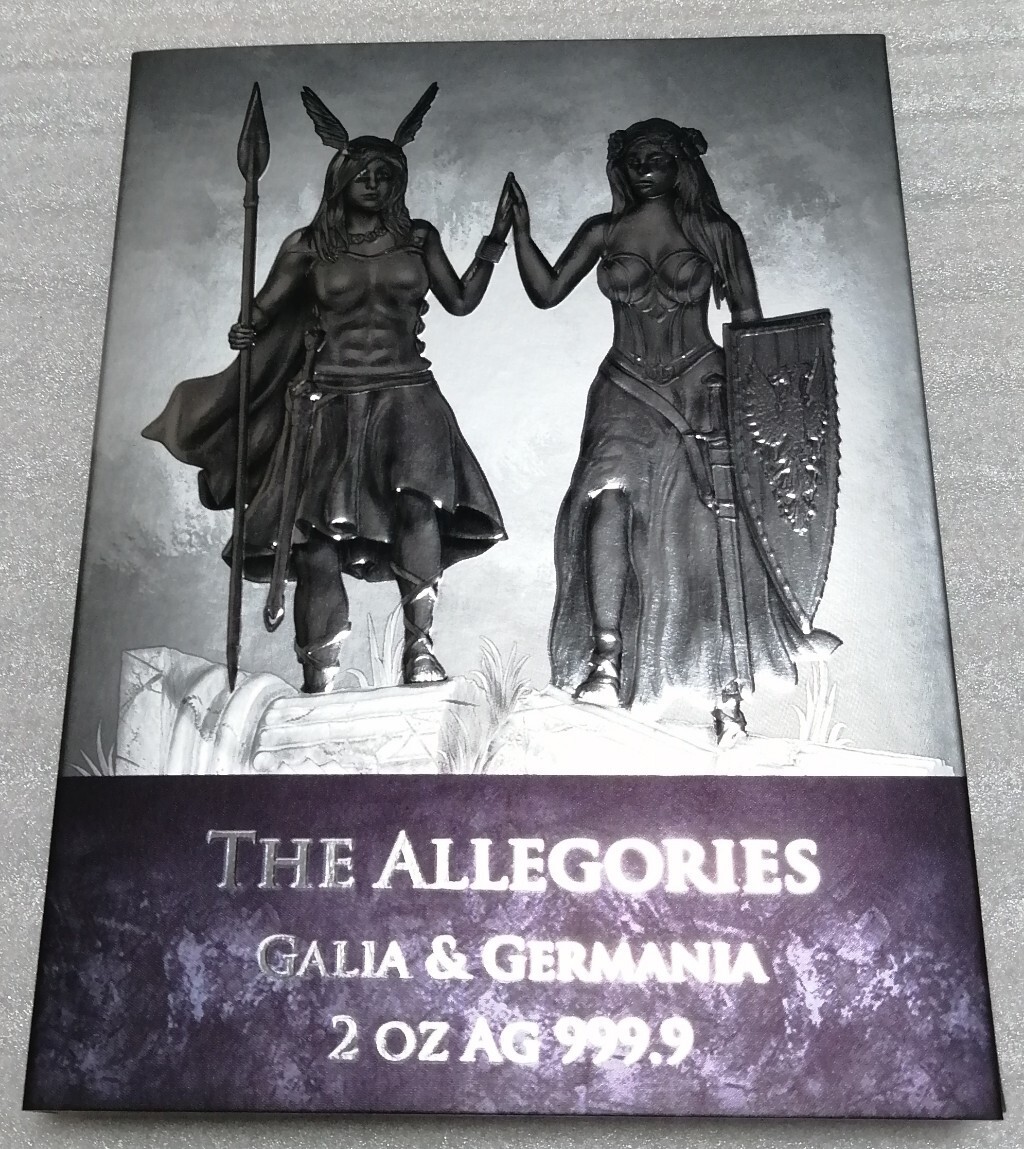 THE ALLEGORIES
GALIA & GERMANIA
2 OZ AG 999.9